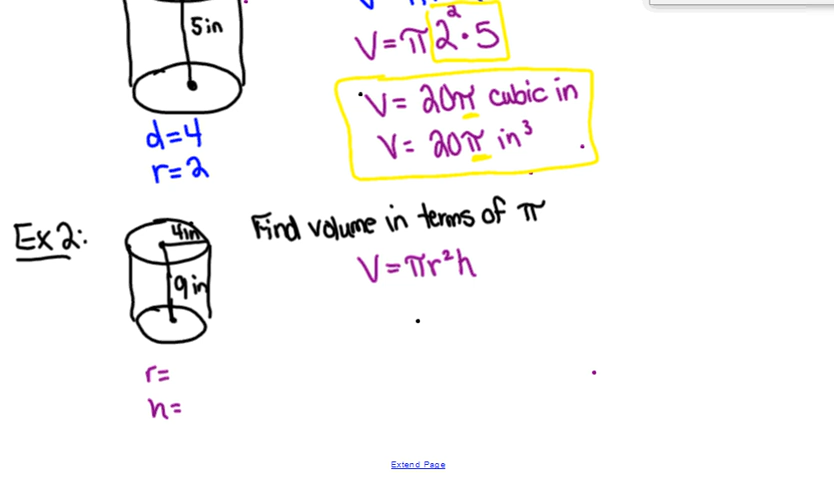 5in
V=π2²·5
V= 20π cubic in
V= 20π in³
d=4
r=2
Ex2:
4in
9in
Find volume in terms of π
V=πr²h
r=
h=
Extend Page